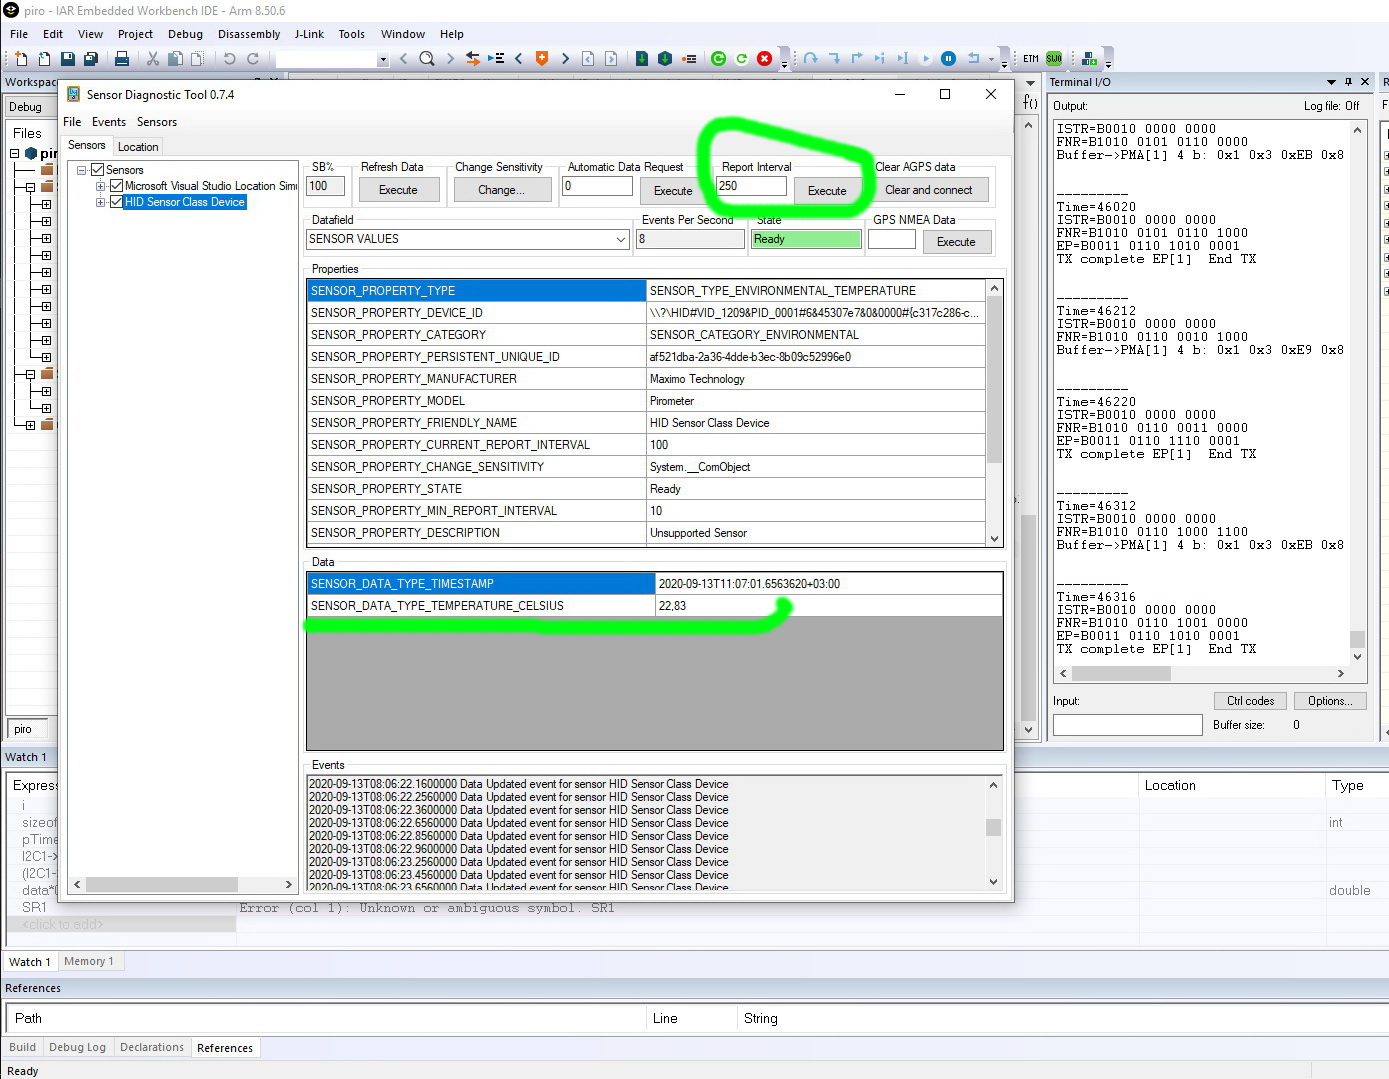 piro - IAR Embedded Workbench IDE - Arm 8.50.6
File Edit View Project Debug Disassembly J-Link Tools Window Help
ETM SWO
Debug
Files
piro
Watch 1
i
SR1
Error (col 1): Unknown or ambiguous symbol. SR1
<click to add>
Location Type
int
double
Watch 1 Memory 1
References
Path Line String
Build Debug Log Declarations References
Ready
Sensor Diagnostic Tool 0.7.4
File Events Sensors
Sensors Location
Sensors
Microsoft Visual Studio Location Simu
HID Sensor Class Device
SB% Refresh Data Change Sensitivity Automatic Data Request Report Interval Clear AGPS data
100 Execute Change... 0 Execute 250 Execute Clear and connect
Datafield Events Per Second State GPS NMEA Data
SENSOR VALUES 8 Ready Execute
Properties
SENSOR_PROPERTY_TYPE SENSOR_TYPE_ENVIRONMENTAL_TEMPERATURE
SENSOR_PROPERTY_DEVICE_ID \\?\HID#VID_1209&PID_0001#6&45307e7&0&0000#{c317c286-c...
SENSOR_PROPERTY_CATEGORY SENSOR_CATEGORY_ENVIRONMENTAL
SENSOR_PROPERTY_PERSISTENT_UNIQUE_ID af521dba-2a36-4dde-b3ec-8b09c52996e0
SENSOR_PROPERTY_MANUFACTURER Maximo Technology
SENSOR_PROPERTY_MODEL Pirometer
SENSOR_PROPERTY_FRIENDLY_NAME HID Sensor Class Device
SENSOR_PROPERTY_CURRENT_REPORT_INTERVAL 100
SENSOR_PROPERTY_CHANGE_SENSITIVITY System.__ComObject
SENSOR_PROPERTY_STATE Ready
SENSOR_PROPERTY_MIN_REPORT_INTERVAL 10
SENSOR_PROPERTY_DESCRIPTION Unsupported Sensor
Data
SENSOR_DATA_TYPE_TIMESTAMP 2020-09-13T11:07:01.6563620+03:00
SENSOR_DATA_TYPE_TEMPERATURE_CELSIUS 22,83
Events
2020-09-13T08:06:22.1600000 Data Updated event for sensor HID Sensor Class Device
2020-09-13T08:06:22.2560000 Data Updated event for sensor HID Sensor Class Device
2020-09-13T08:06:22.3600000 Data Updated event for sensor HID Sensor Class Device
2020-09-13T08:06:22.6560000 Data Updated event for sensor HID Sensor Class Device
2020-09-13T08:06:22.8560000 Data Updated event for sensor HID Sensor Class Device
2020-09-13T08:06:22.9600000 Data Updated event for sensor HID Sensor Class Device
2020-09-13T08:06:23.2560000 Data Updated event for sensor HID Sensor Class Device
2020-09-13T08:06:23.4560000 Data Updated event for sensor HID Sensor Class Device
2020-09-13T08:06:23.6560000 Data Updated event for sensor HID Sensor Class Device
f()
Terminal I/O
Output: Log file: Off
ISTR=B0010 0000 0000
FNR=B1010 0101 0110 0000
Buffer->PMA[1] 4 b: 0x1 0x3 0xEB 0x8
---------
Time=46020
ISTR=B0010 0000 0000
FNR=B1010 0101 0110 1000
EP=B0011 0110 1010 0001
TX complete EP[1] End TX
---------
Time=46212
ISTR=B0010 0000 0000
FNR=B1010 0110 0010 1000
Buffer->PMA[1] 4 b: 0x1 0x3 0xE9 0x8
---------
Time=46220
ISTR=B0010 0000 0000
FNR=B1010 0110 0011 0000
EP=B0011 0110 1110 0001
TX complete EP[1] End TX
---------
Time=46312
ISTR=B0010 0000 0000
FNR=B1010 0110 1000 1100
Buffer->PMA[1] 4 b: 0x1 0x3 0xEB 0x8
---------
Time=46316
ISTR=B0010 0000 0000
FNR=B1010 0110 1001 0000
EP=B0011 0110 1010 0001
TX complete EP[1] End TX
Input: Ctrl codes Options...
Buffer size: 0